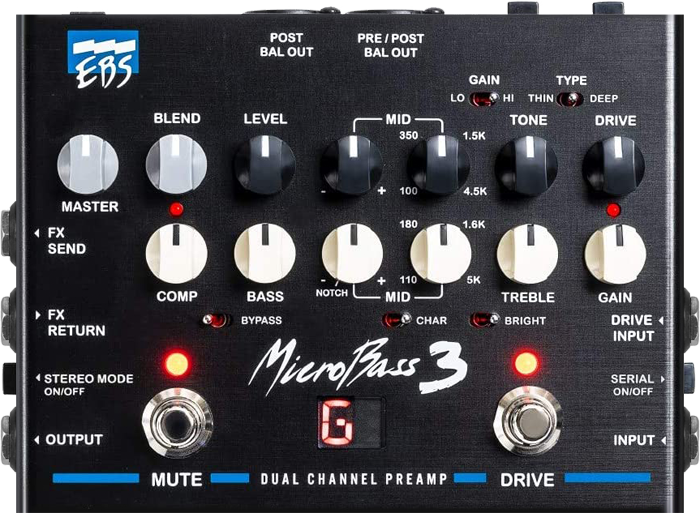 POST
BAL OUT
PRE / POST
BAL OUT
EBS
GAIN
LO HI
TYPE
THIN DEEP
BLEND
LEVEL
MID
350
1.5K
TONE
DRIVE
- + 100
4.5K
MASTER
FX
SEND
180
1.6K
COMP
BASS
-
NOTCH
+ 110
5K
MID
TREBLE
GAIN
FX
RETURN
BYPASS
CHAR
BRIGHT
DRIVE
INPUT
MicroBass 3
STEREO MODE
ON/OFF
SERIAL
ON/OFF
G
OUTPUT
INPUT
MUTE
DUAL CHANNEL PREAMP
DRIVE